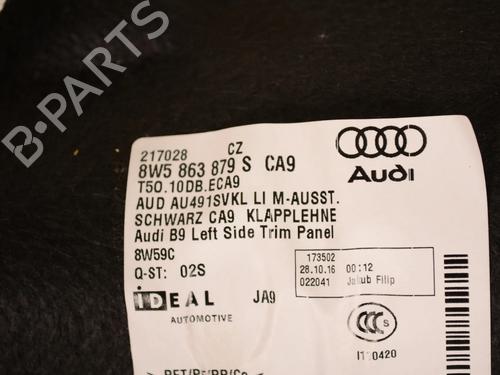 B-PARTS
217028 CZ
8W5 863 879 S CA9
T50.10DB.ECA9
AUD AU491SVKL LI M-AUSST.
SCHWARZ CA9 KLAPPLEHNE
Audi B9 Left Side Trim Panel
8W59C
Q-ST: 02S
Audi
173502
28.10.16 00:12
022041 Jakub Filip
IDEAL
AUTOMOTIVE
JA9
CCC S